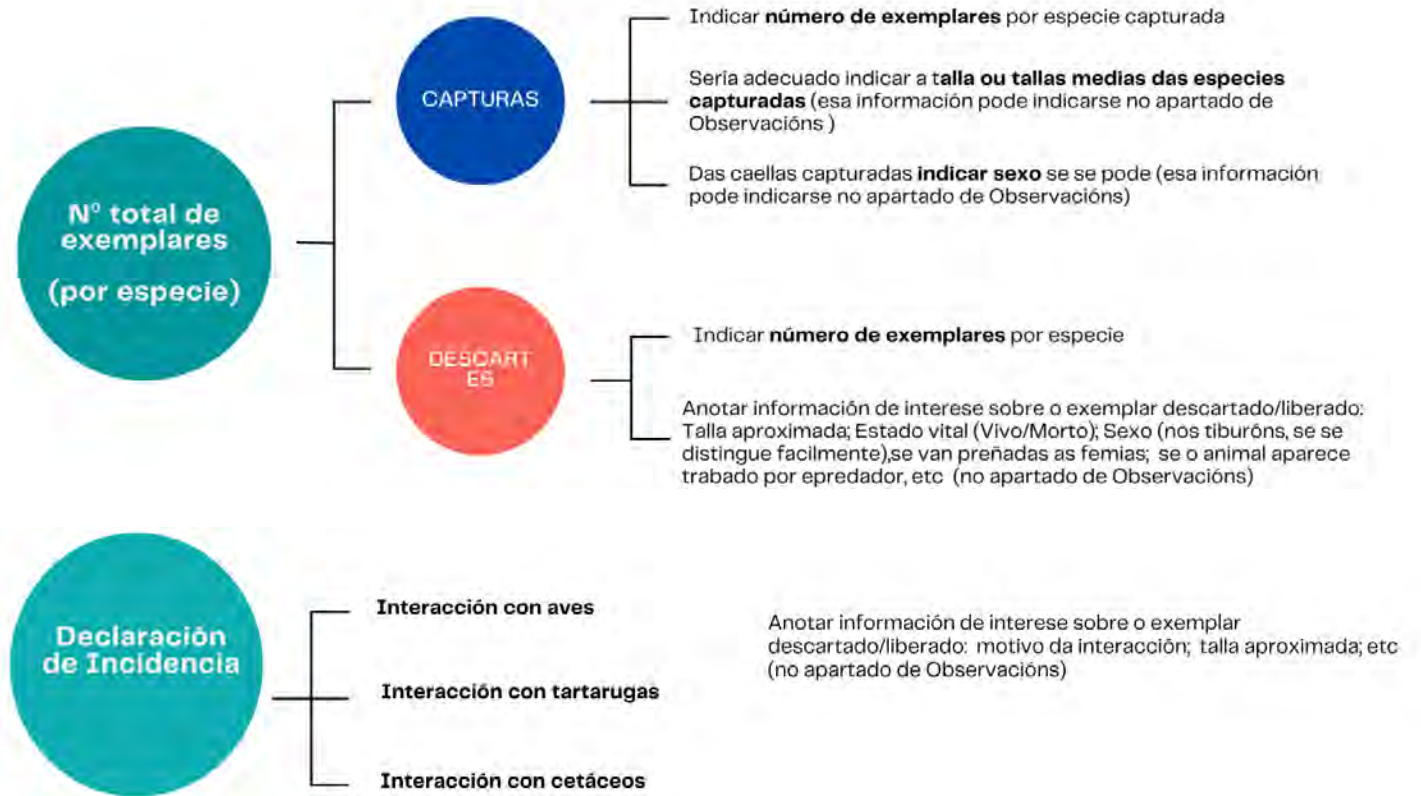 Nº total de
exemplares
(por especie)
CAPTURAS
Indicar número de exemplares por especie capturada
Sería adecuado indicar a talla ou tallas medias das especies
capturadas (esa información pode indicarse no apartado de
Observacións )
Das caellas capturadas indicar sexo se se pode (esa información
pode indicarse no apartado de Observacións)
DESCART
ES
Indicar número de exemplares por especie
Anotar información de interese sobre o exemplar descartado/liberado:
Talla aproximada; Estado vital (Vivo/Morto); Sexo (nos tiburóns, se se
distingue facilmente),se van preñadas as femias; se o animal aparece
trabado por epredador, etc (no apartado de Observacións)
Declaración
de Incidencia
Interacción con aves
Interacción con tartarugas
Interacción con cetáceos
Anotar información de interese sobre o exemplar
descartado/liberado: motivo da interacción; talla aproximada; etc
(no apartado de Observacións)